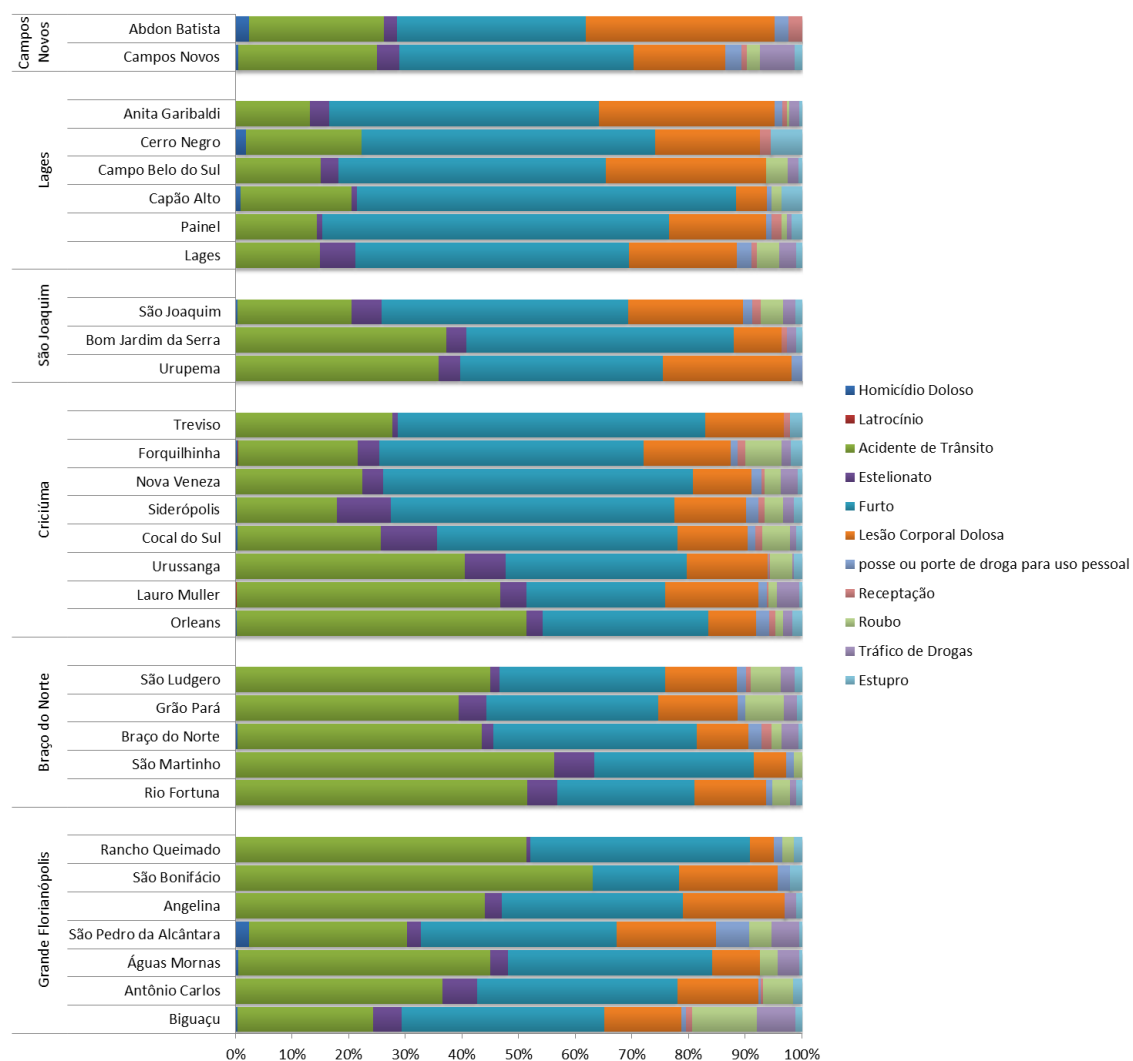 Campos
Novos
Abdon Batista
Campos Novos
Lages
Anita Garibaldi
Cerro Negro
Campo Belo do Sul
Capão Alto
Painel
Lages
São Joaquim
São Joaquim
Bom Jardim da Serra
Urupema
Criciúma
Treviso
Forquilhinha
Nova Veneza
Siderópolis
Cocal do Sul
Urussanga
Lauro Muller
Orleans
Braço do Norte
São Ludgero
Grão Pará
Braço do Norte
São Martinho
Rio Fortuna
Grande Florianópolis
Rancho Queimado
São Bonifácio
Angelina
São Pedro da Alcântara
Águas Mornas
Antônio Carlos
Biguaçu
0% 10% 20% 30% 40% 50% 60% 70% 80% 90% 100%
Homicídio Doloso
Latrocínio
Acidente de Trânsito
Estelionato
Furto
Lesão Corporal Dolosa
posse ou porte de droga para uso pessoal
Receptação
Roubo
Tráfico de Drogas
Estupro